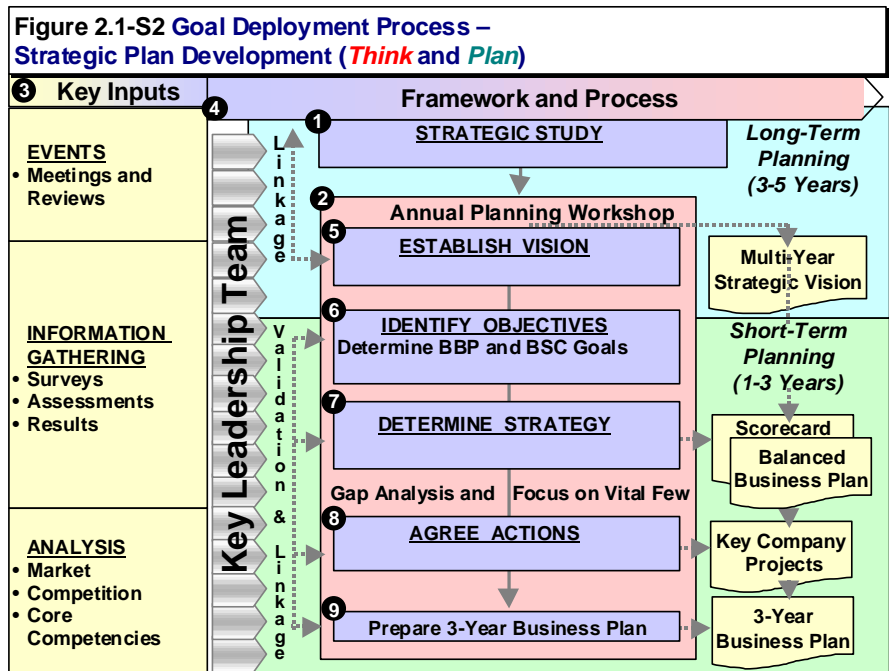 Figure 2.1-S2 Goal Deployment Process –
Strategic Plan Development (Think and Plan)
3 Key Inputs
4
Framework and Process
EVENTS
• Meetings and
Reviews
INFORMATION
GATHERING
• Surveys
• Assessments
• Results
ANALYSIS
• Market
• Competition
• Core
Competencies
Key Leadership Team
Linkage
Validation & Linkage
1
STRATEGIC STUDY
2
Annual Planning Workshop
5
ESTABLISH VISION
6
IDENTIFY OBJECTIVES
Determine BBP and BSC Goals
7
DETERMINE STRATEGY
Gap Analysis and Focus on Vital Few
8
AGREE ACTIONS
9
Prepare 3-Year Business Plan
Long-Term
Planning
(3-5 Years)
Multi-Year
Strategic Vision
Short-Term
Planning
(1-3 Years)
Scorecard
Balanced
Business Plan
Key Company
Projects
3-Year
Business Plan